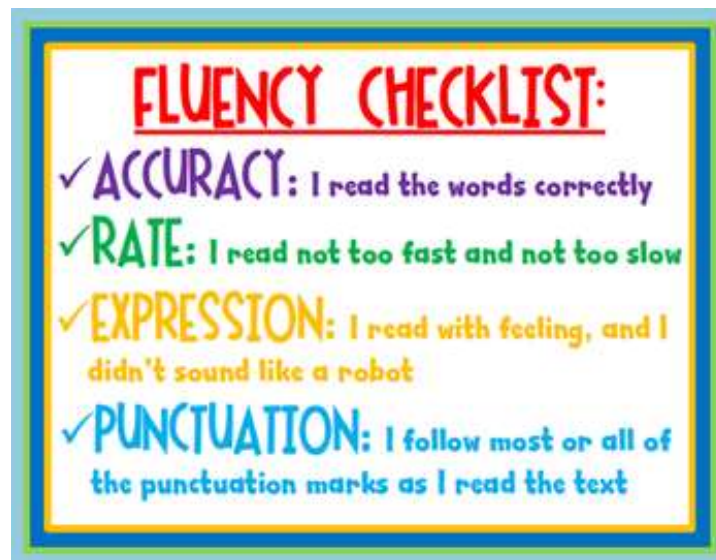 FLUENCY CHECKLIST:
✓ACCURACY: I read the words correctly
✓RATE: I read not too fast and not too slow
✓EXPRESSION: I read with feeling, and I
didn't sound like a robot
✓PUNCTUATION: I follow most or all of
the punctuation marks as I read the text